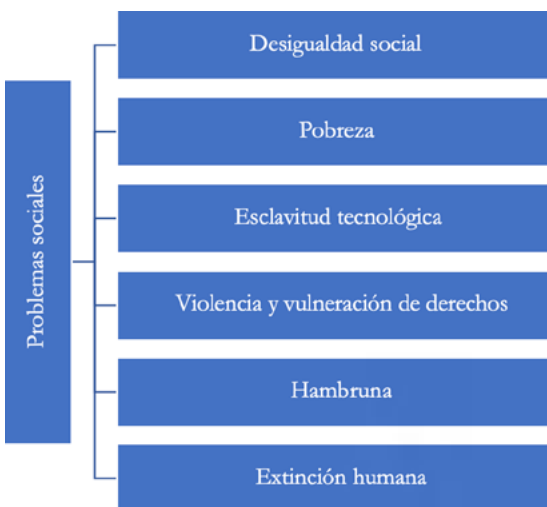 Problemas sociales
Desigualdad social
Pobreza
Esclavitud tecnológica
Violencia y vulneración de derechos
Hambruna
Extinción humana